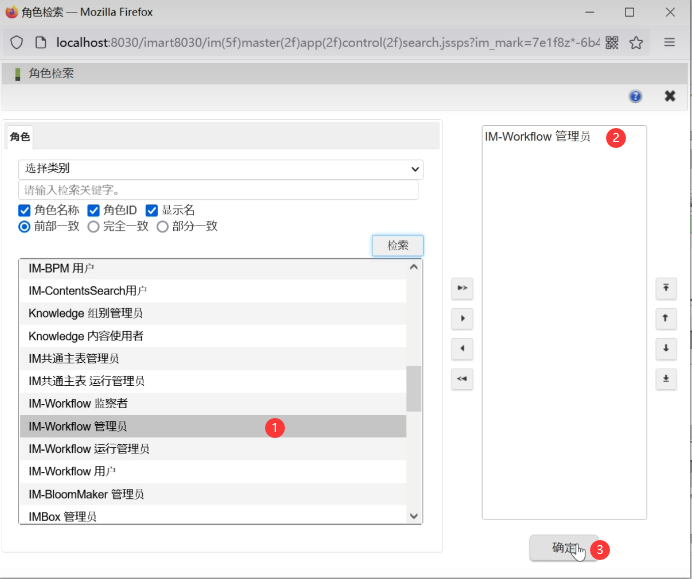 角色检索 — Mozilla Firefox
localhost:8030/imart8030/im(5f)master(2f)app(2f)control(2f)search.jssps?im_mark=7e1f8z*-6b4
角色检索
角色
选择类别
请输入检索关键字。
角色名称 角色ID 显示名
前部一致 完全一致 部分一致
检索
IM-BPM 用户
IM-ContentsSearch用户
Knowledge 组别管理员
Knowledge 内容使用者
IM共通主表管理员
IM共通主表 运行管理员
IM-Workflow 监察者
IM-Workflow 管理员 1
IM-Workflow 运行管理员
IM-Workflow 用户
IM-BloomMaker 管理员
IMBox 管理员
IM-Workflow 管理员 2
确定 3